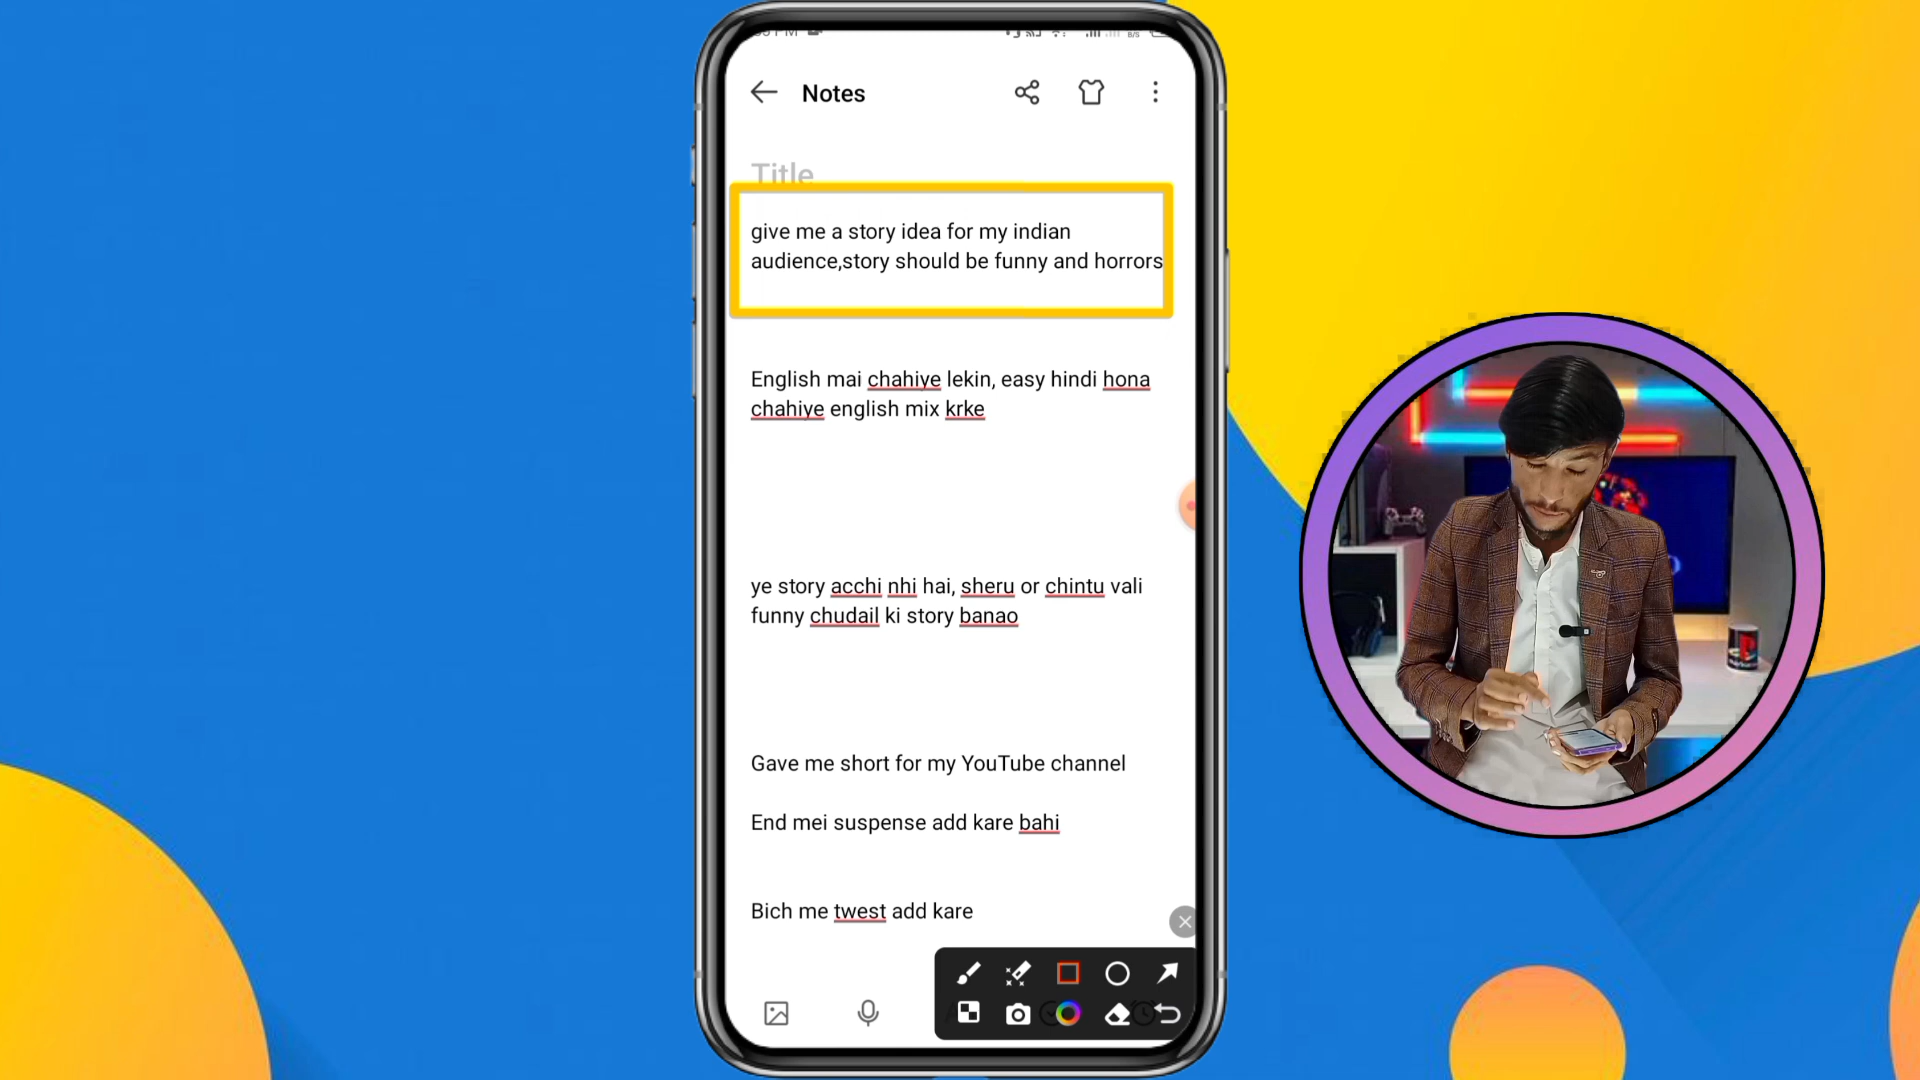 Notes
Title
give me a story idea for my indian
audience,story should be funny and horrors
English mai chahiye lekin, easy hindi hona
chahiye english mix krke
ye story acchi nhi hai, sheru or chintu vali
funny chudail ki story banao
Gave me short for my YouTube channel
End mei suspense add kare bahi
Bich me twest add kare